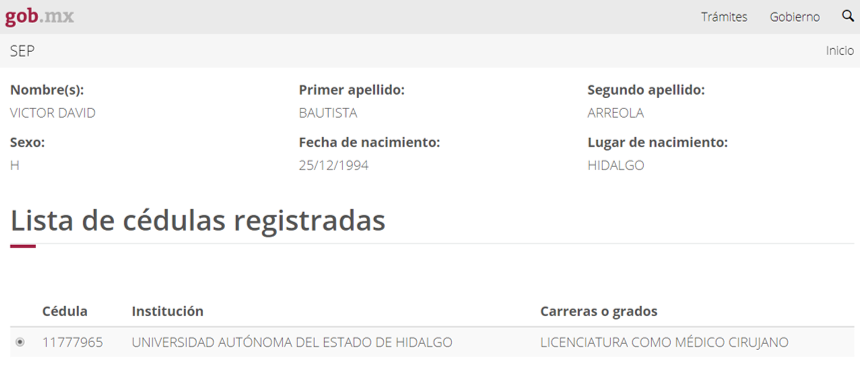 gob.mx Trámites Gobierno
SEP Inicio
Nombre(s): Primer apellido: Segundo apellido:
VICTOR DAVID BAUTISTA ARREOLA
Sexo: Fecha de nacimiento: Lugar de nacimiento:
H 25/12/1994 HIDALGO
Lista de cédulas registradas
Cédula Institución Carreras o grados
11777965 UNIVERSIDAD AUTÓNOMA DEL ESTADO DE HIDALGO LICENCIATURA COMO MÉDICO CIRUJANO